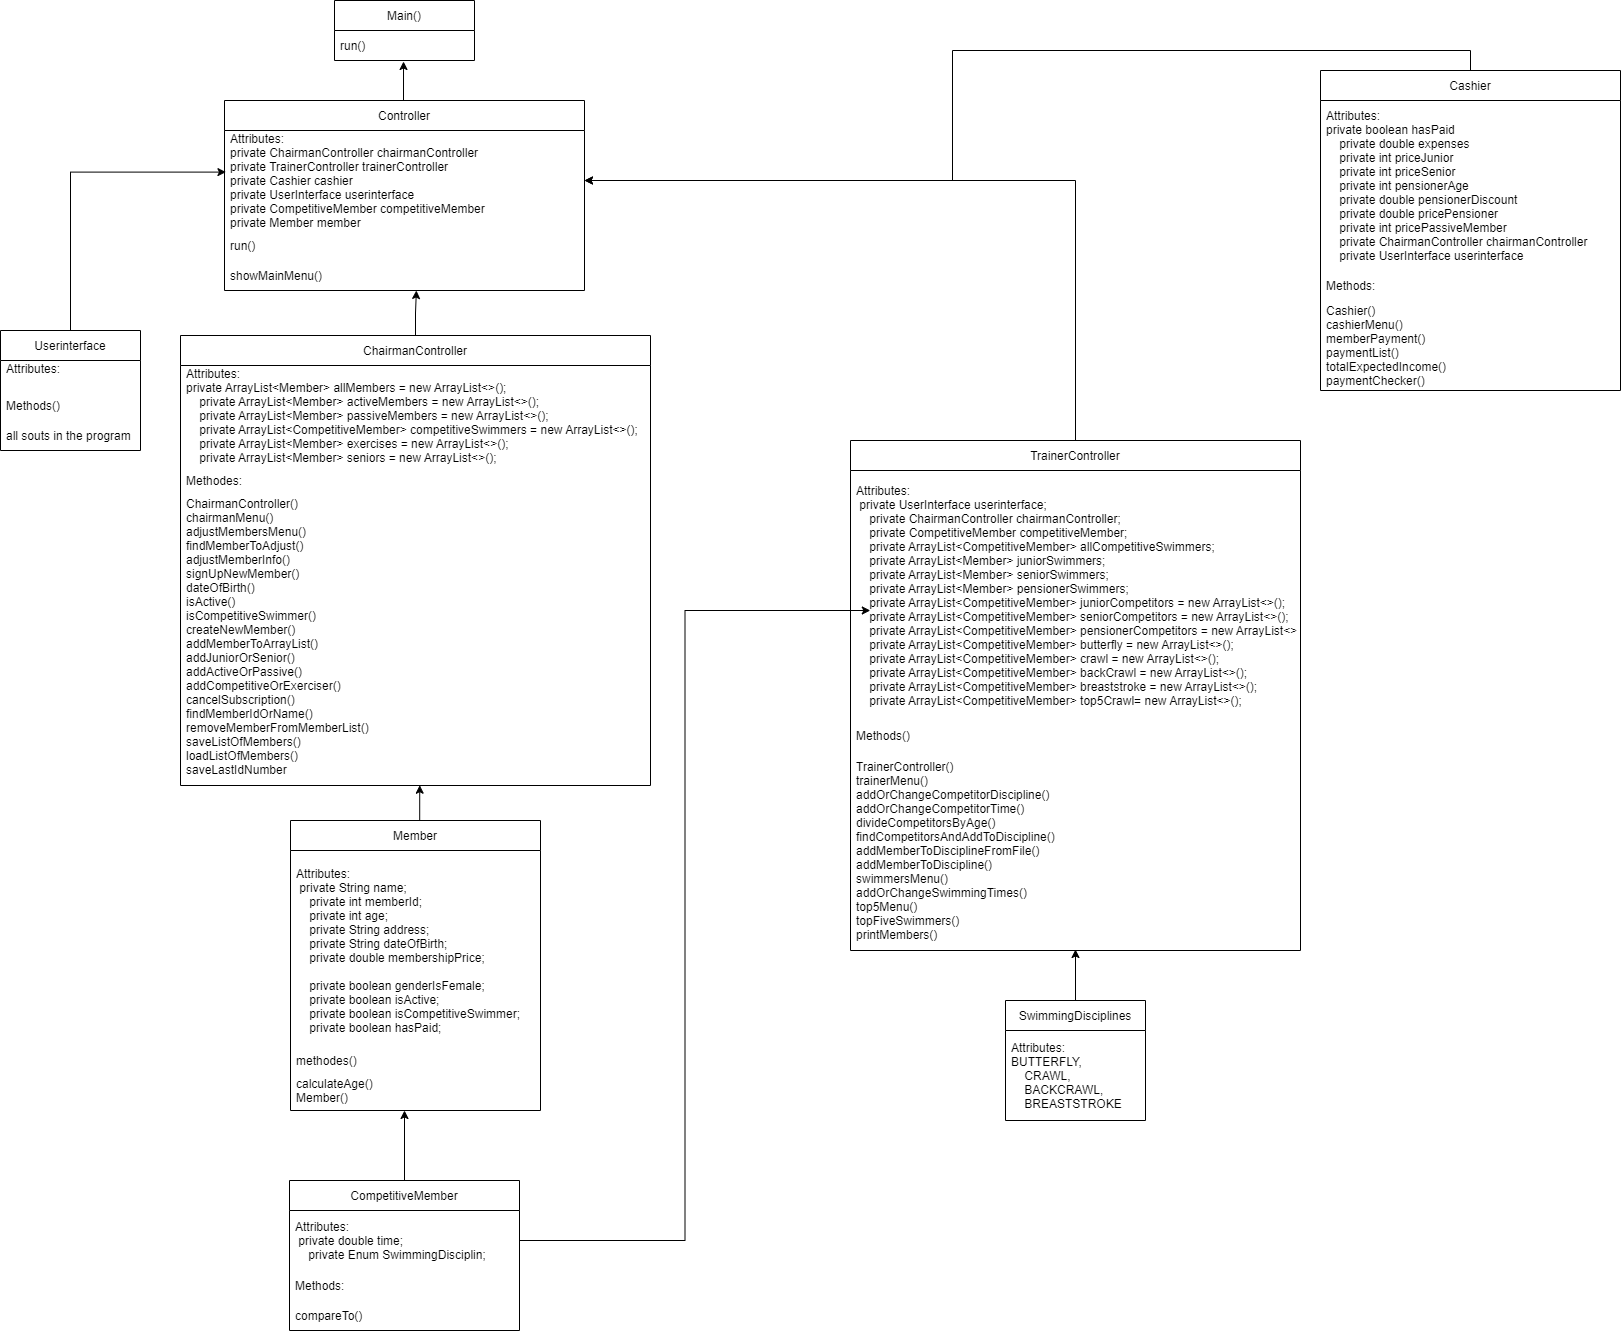 Main()
run()
Controller
Attributes:
private ChairmanController chairmanController
private TrainerController trainerController
private Cashier cashier
private UserInterface userinterface
private CompetitiveMember competitiveMember
private Member member
run()
showMainMenu()
Cashier
Attributes:
private boolean hasPaid
private double expenses
private int priceJunior
private int priceSenior
private int pensionerAge
private double pensionerDiscount
private double pricePensioner
private int pricePassiveMember
private ChairmanController chairmanController
private UserInterface userinterface
Methods:
Cashier()
cashierMenu()
memberPayment()
paymentList()
totalExpectedIncome()
paymentChecker()
Userinterface
Attributes:
Methods()
all souts in the program
ChairmanController
Attributes:
private ArrayList<Member> allMembers = new ArrayList<>();
private ArrayList<Member> activeMembers = new ArrayList<>();
private ArrayList<Member> passiveMembers = new ArrayList<>();
private ArrayList<CompetitiveMember> competitiveSwimmers = new ArrayList<>();
private ArrayList<Member> exercises = new ArrayList<>();
private ArrayList<Member> seniors = new ArrayList<>();
Methodes:
ChairmanController()
chairmanMenu()
adjustMembersMenu()
findMemberToAdjust()
adjustMemberInfo()
signUpNewMember()
dateOfBirth()
isActive()
isCompetitiveSwimmer()
createNewMember()
addMemberToArrayList()
addJuniorOrSenior()
addActiveOrPassive()
addCompetitiveOrExerciser()
cancelSubscription()
findMemberIdOrName()
removeMemberFromMemberList()
saveListOfMembers()
loadListOfMembers()
saveLastIdNumber
TrainerController
Attributes:
private UserInterface userinterface;
private ChairmanController chairmanController;
private CompetitiveMember competitiveMember;
private ArrayList<CompetitiveMember> allCompetitiveSwimmers;
private ArrayList<Member> juniorSwimmers;
private ArrayList<Member> seniorSwimmers;
private ArrayList<Member> pensionerSwimmers;
private ArrayList<CompetitiveMember> juniorCompetitors = new ArrayList<>();
private ArrayList<CompetitiveMember> seniorCompetitors = new ArrayList<>();
private ArrayList<CompetitiveMember> pensionerCompetitors = new ArrayList<>
private ArrayList<CompetitiveMember> butterfly = new ArrayList<>();
private ArrayList<CompetitiveMember> crawl = new ArrayList<>();
private ArrayList<CompetitiveMember> backCrawl = new ArrayList<>();
private ArrayList<CompetitiveMember> breaststroke = new ArrayList<>();
private ArrayList<CompetitiveMember> top5Crawl= new ArrayList<>();
Methods()
TrainerController()
trainerMenu()
addOrChangeCompetitorDiscipline()
addOrChangeCompetitorTime()
divideCompetitorsByAge()
findCompetitorsAndAddToDiscipline()
addMemberToDisciplineFromFile()
addMemberToDiscipline()
swimmersMenu()
addOrChangeSwimmingTimes()
top5Menu()
topFiveSwimmers()
printMembers()
Member
Attributes:
private String name;
private int memberId;
private int age;
private String address;
private String dateOfBirth;
private double membershipPrice;
private boolean genderIsFemale;
private boolean isActive;
private boolean isCompetitiveSwimmer;
private boolean hasPaid;
methodes()
calculateAge()
Member()
SwimmingDisciplines
Attributes:
BUTTERFLY,
CRAWL,
BACKCRAWL,
BREASTSTROKE
CompetitiveMember
Attributes:
private double time;
private Enum SwimmingDisciplin;
Methods:
compareTo()